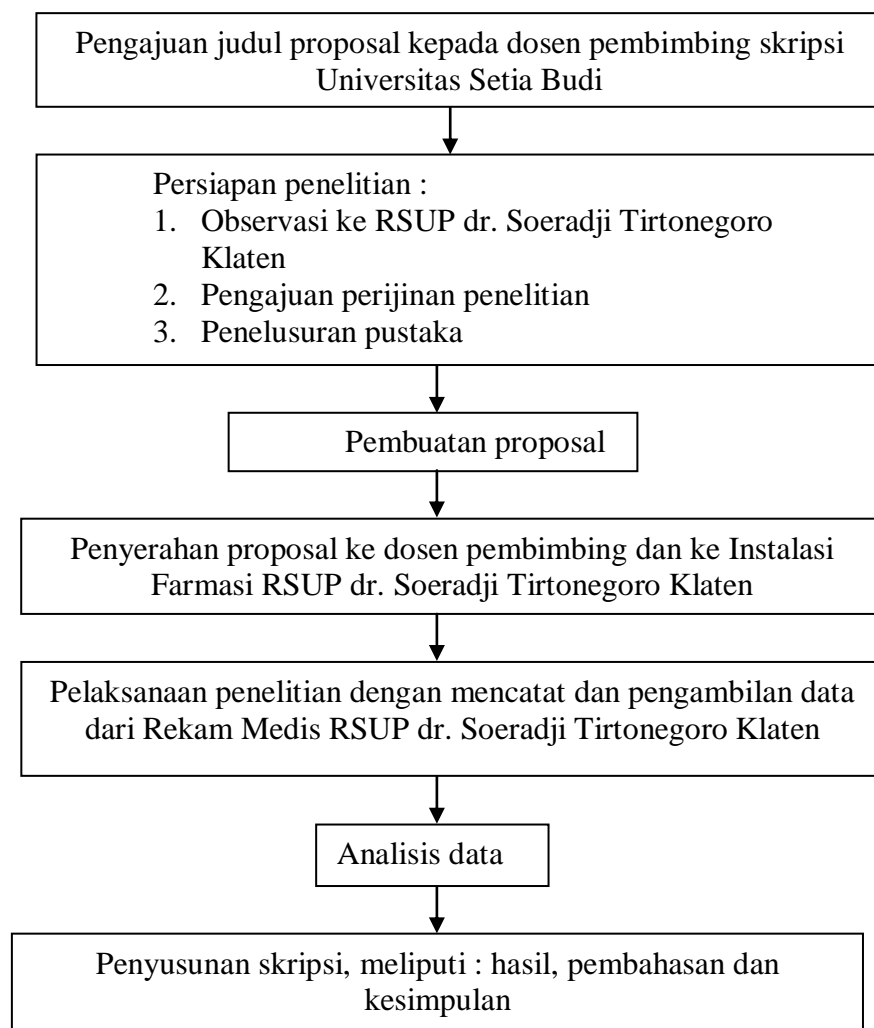 Pengajuan judul proposal kepada dosen pembimbing skripsi
Universitas Setia Budi
Persiapan penelitian :
1. Observasi ke RSUP dr. Soeradji Tirtonegoro
Klaten
2. Pengajuan perijinan penelitian
3. Penelusuran pustaka
Pembuatan proposal
Penyerahan proposal ke dosen pembimbing dan ke Instalasi
Farmasi RSUP dr. Soeradji Tirtonegoro Klaten
Pelaksanaan penelitian dengan mencatat dan pengambilan data
dari Rekam Medis RSUP dr. Soeradji Tirtonegoro Klaten
Analisis data
Penyusunan skripsi, meliputi : hasil, pembahasan dan
kesimpulan